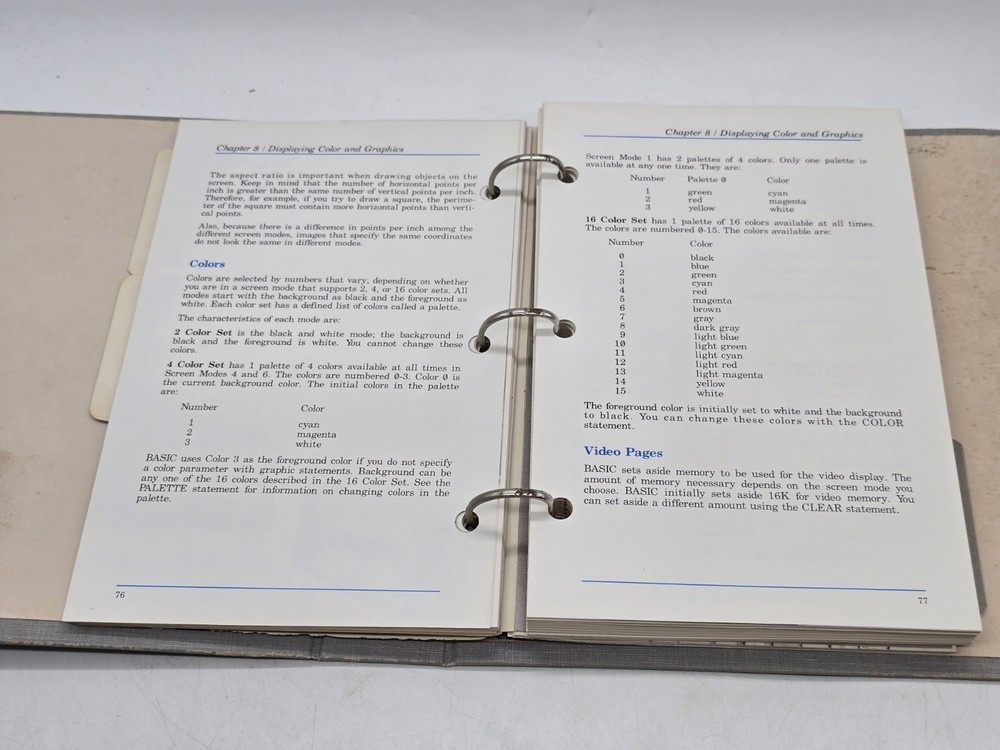 Chapter 8 / Displaying Color and Graphics
The aspect ratio is important when drawing objects on the
screen. Keep in mind that the number of horizontal points per
inch is greater than the same number of vertical points per inch.
Therefore, for example, if you try to draw a square, the perime-
ter of the square must contain more horizontal points than verti-
cal points.
Also, because there is a difference in points per inch among the
different screen modes, images that specify the same coordinates
do not look the same in different modes.
Colors
Colors are selected by numbers that vary, depending on whether
you are in a screen mode that supports 2, 4, or 16 color sets. All
modes start with the background as black and the foreground as
white. Each color set has a defined list of colors called a palette.
The characteristics of each mode are:
2 Color Set is the black and white mode; the background is
black and the foreground is white. You cannot change these
colors.
4 Color Set has 1 palette of 4 colors available at all times in
Screen Modes 4 and 6. The colors are numbered 0-3. Color 0 is
the current background color. The initial colors in the palette
are:
Number Color
1 cyan
2 magenta
3 white
BASIC uses Color 3 as the foreground color if you do not specify
a color parameter with graphic statements. Background can be
any one of the 16 colors described in the 16 Color Set. See the
PALETTE statement for information on changing colors in the
palette.
76
Chapter 8 / Displaying Color and Graphics
Screen Mode 1 has 2 palettes of 4 colors. Only one palette is
available at any one time. They are:
Number Palette 0 Color
1 green cyan
2 red magenta
3 yellow white
16 Color Set has 1 palette of 16 colors available at all times.
The colors are numbered 0-15. The colors available are:
Number Color
0 black
1 blue
2 green
3 cyan
4 red
5 magenta
6 brown
7 gray
8 dark gray
9 light blue
10 light green
11 light cyan
12 light red
13 light magenta
14 yellow
15 white
The foreground color is initially set to white and the background
to black. You can change these colors with the COLOR
statement.
Video Pages
BASIC sets aside memory to be used for the video display. The
amount of memory necessary depends on the screen mode you
choose. BASIC initially sets aside 16K for video memory. You
can set aside a different amount using the CLEAR statement.
77